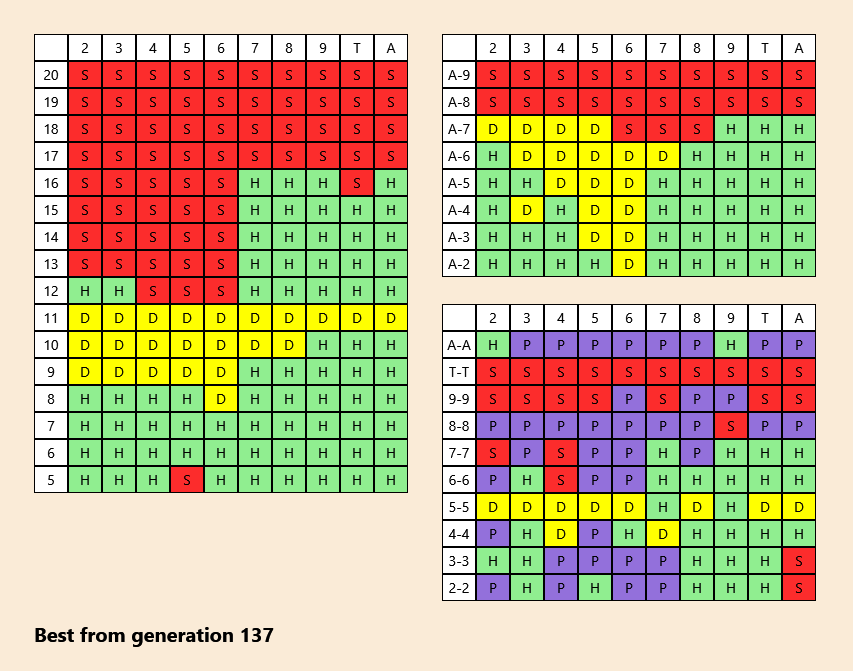 2 3 4 5 6 7 8 9 T A
20 S S S S S S S S S S
19 S S S S S S S S S S
18 S S S S S S S S S S
17 S S S S S S S S S S
16 S S S S S H H H S H
15 S S S S S H H H H H
14 S S S S S H H H H H
13 S S S S S H H H H H
12 H H S S S H H H H H
11 D D D D D D D D D D
10 D D D D D D D H H H
9 D D D D D H H H H H
8 H H H H D H H H H H
7 H H H H H H H H H H
6 H H H H H H H H H H
5 H H H S H H H H H H
2 3 4 5 6 7 8 9 T A
A-9 S S S S S S S S S S
A-8 S S S S S S S S S S
A-7 D D D D S S S H H H
A-6 H D D D D D H H H H
A-5 H H D D D H H H H H
A-4 H D H D D H H H H H
A-3 H H H D D H H H H H
A-2 H H H H D H H H H H
2 3 4 5 6 7 8 9 T A
A-A H P P P P P P H P P
T-T S S S S S S S S S S
9-9 S S S S P S P P S S
8-8 P P P P P P P S P P
7-7 S P S P P H P H H H
6-6 P H S P P H H H H H
5-5 D D D D D H D H D D
4-4 P H D P H D H H H H
3-3 H H P P P P H H H S
2-2 P H P H P P H H H S
Best from generation 137